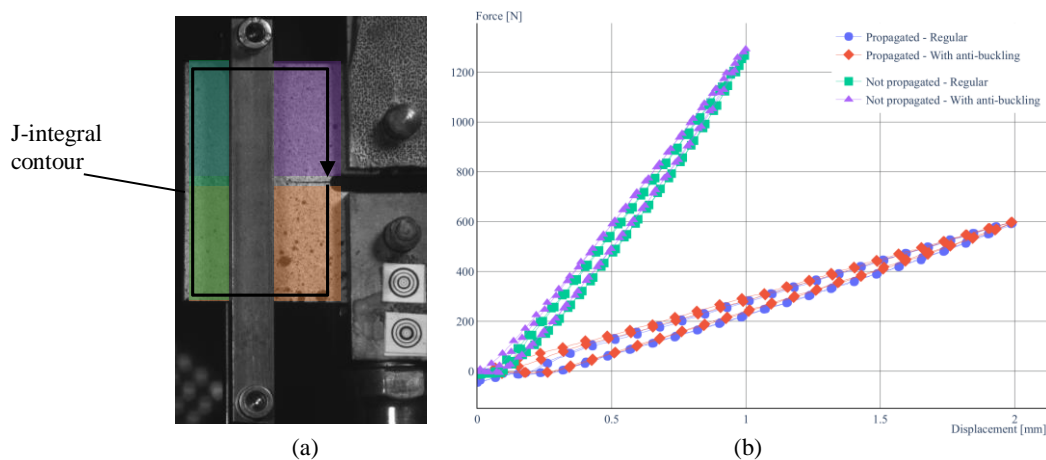 J-integral
contour
(a)
Force [N]
1200
1000
800
600
400
200
0
0
0.5
1
1.5
2
Displacement [mm]
Propagated - Regular
Propagated - With anti-buckling
Not propagated - Regular
Not propagated - With anti-buckling
(b)